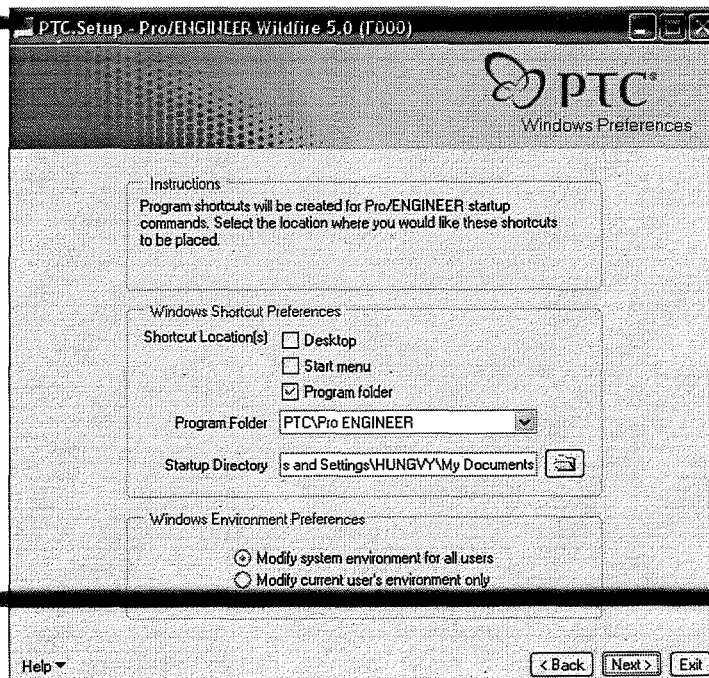 PTC.Setup - Pro/ENGINEER Wildfire 5.0 (F000)
PTC®
Windows Preferences
Instructions
Program shortcuts will be created for Pro/ENGINEER startup
commands. Select the location where you would like these shortcuts
to be placed.
Windows Shortcut Preferences
Shortcut Location(s) Desktop
Start menu
Program folder
Program Folder PTC\Pro ENGINEER
Startup Directory s and Settings\HUNGVY\My Documents
Windows Environment Preferences
Modify system environment for all users
Modify current user's environment only
Help < Back Next > Exit